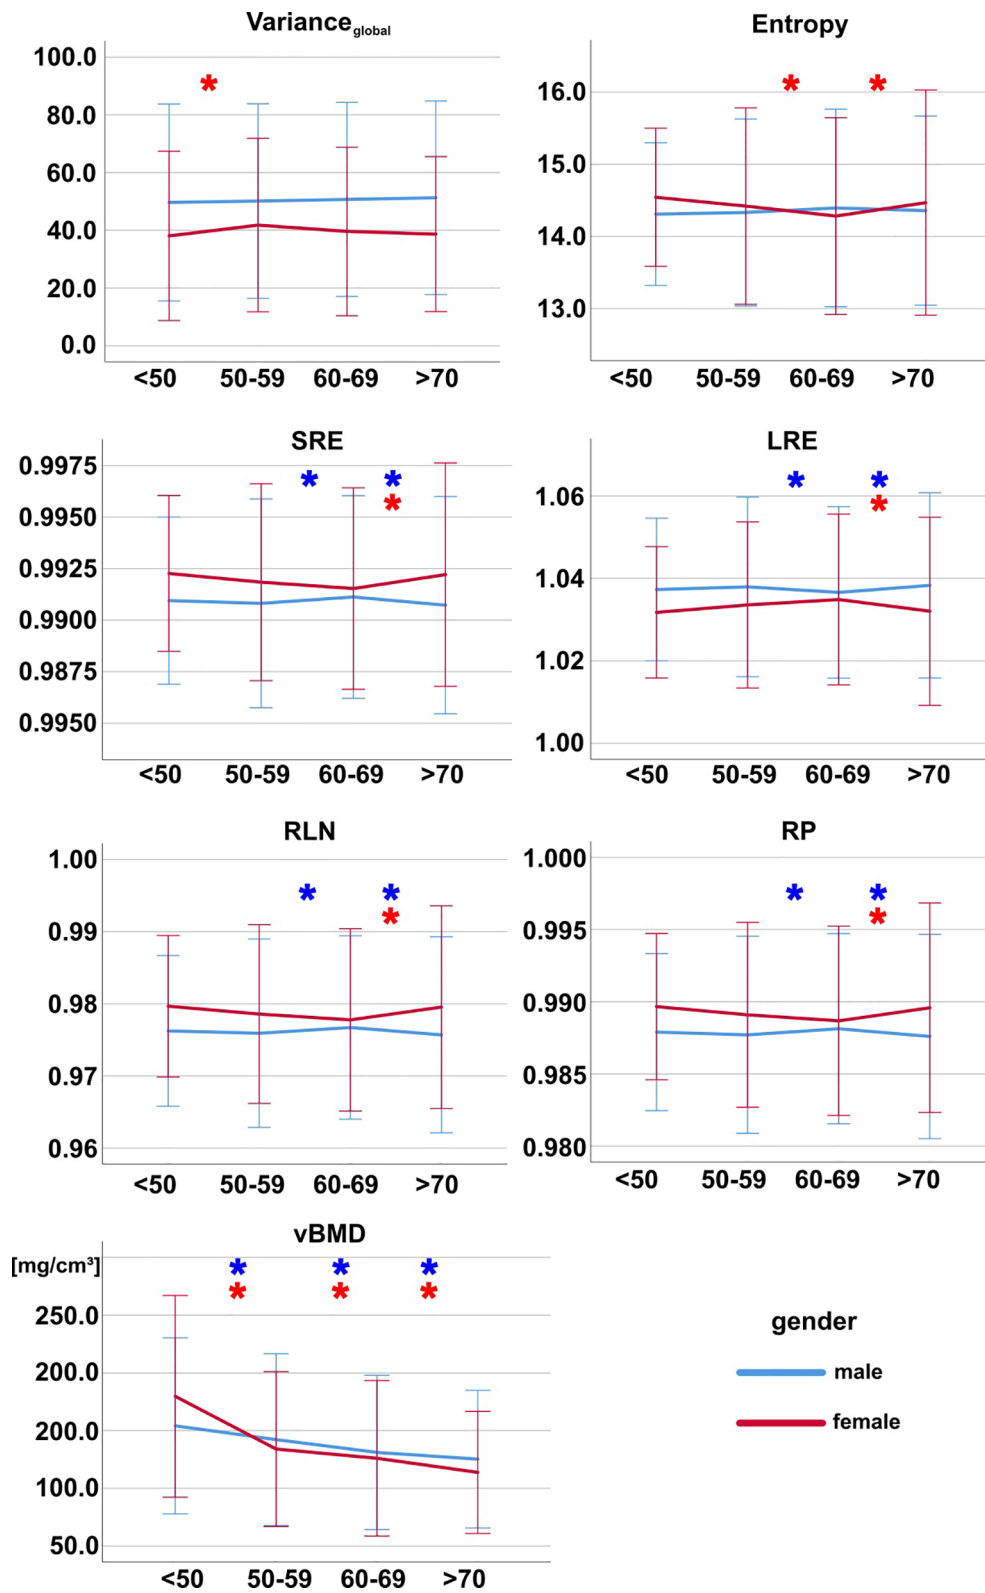 Variance global
100.0
80.0
60.0
40.0
20.0
0.0
<50 50-59 60-69 >70
Entropy
16.0
15.0
14.0
13.0
<50 50-59 60-69 >70
SRE
0.9975
0.9950
0.9925
0.9900
0.9875
0.9950
<50 50-59 60-69 >70
LRE
1.06
1.04
1.02
1.00
<50 50-59 60-69 >70
RLN
1.00
0.99
0.98
0.97
0.96
<50 50-59 60-69 >70
RP
1.000
0.995
0.990
0.985
0.980
<50 50-59 60-69 >70
vBMD
[mg/cm³]
250.0
200.0
200.0
100.0
50.0
<50 50-59 60-69 >70
gender
male
female